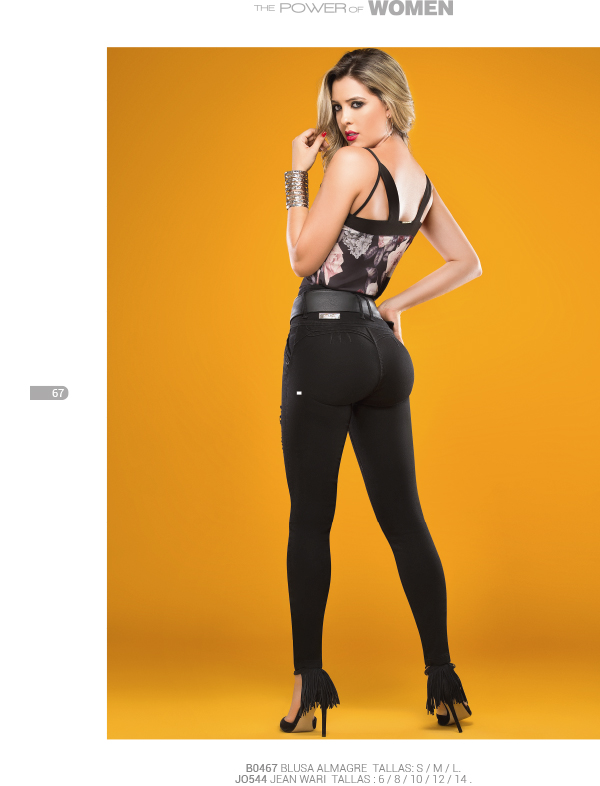 THE POWER OF WOMEN
67
B0467 BLUSA ALMAGRE TALLAS: S / M / L.
JO544 JEAN WARI TALLAS : 6 / 8 / 10 / 12 / 14 .